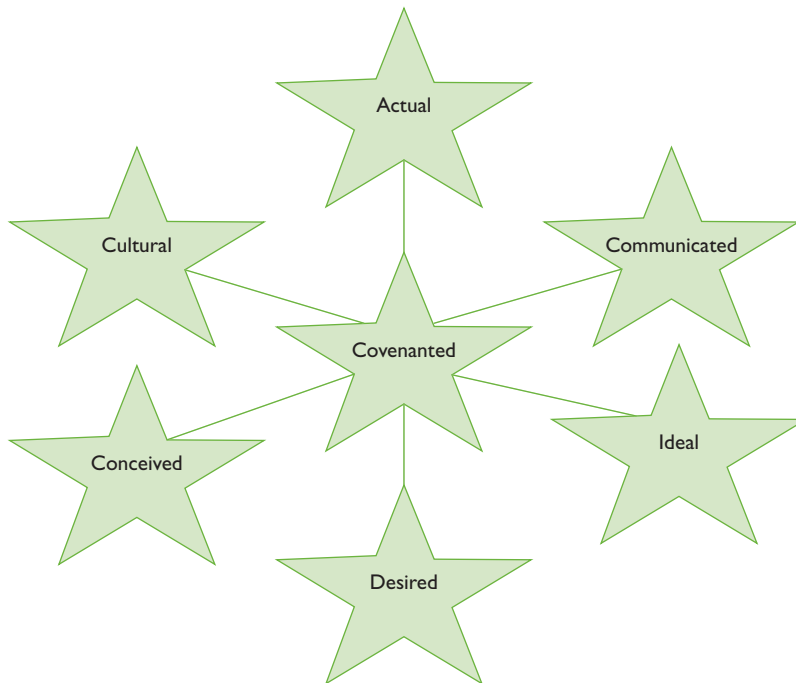 Actual
Cultural
Communicated
Covenanted
Conceived
Ideal
Desired